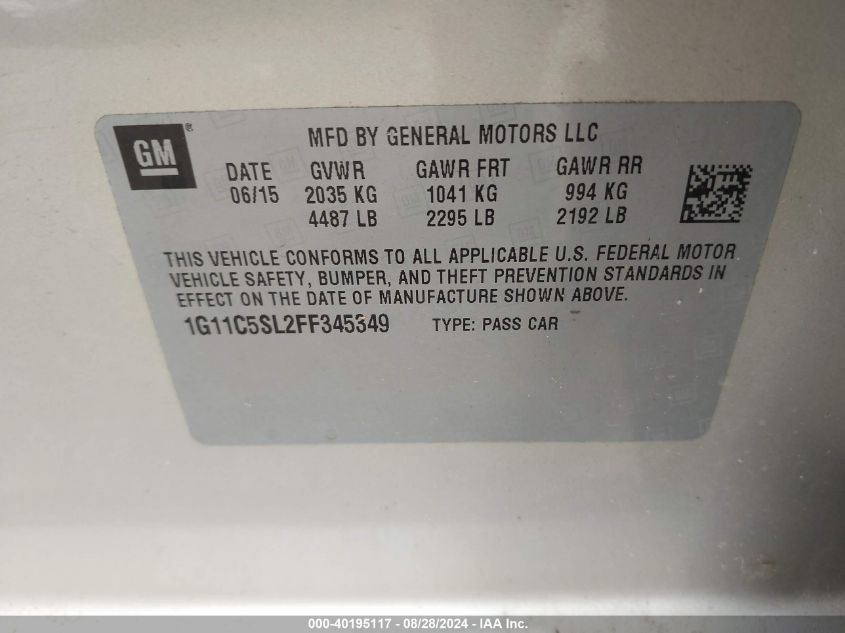 GM®
MFD BY GENERAL MOTORS LLC
DATE GVWR GAWR FRT GAWR RR
06/15 2035 KG 1041 KG 994 KG
4487 LB 2295 LB 2192 LB
THIS VEHICLE CONFORMS TO ALL APPLICABLE U.S. FEDERAL MOTOR
VEHICLE SAFETY, BUMPER, AND THEFT PREVENTION STANDARDS IN
EFFECT ON THE DATE OF MANUFACTURE SHOWN ABOVE.
1G11C5SL2FF345349 TYPE: PASS CAR
000-40195117 - 08/28/2024 - IAA Inc.